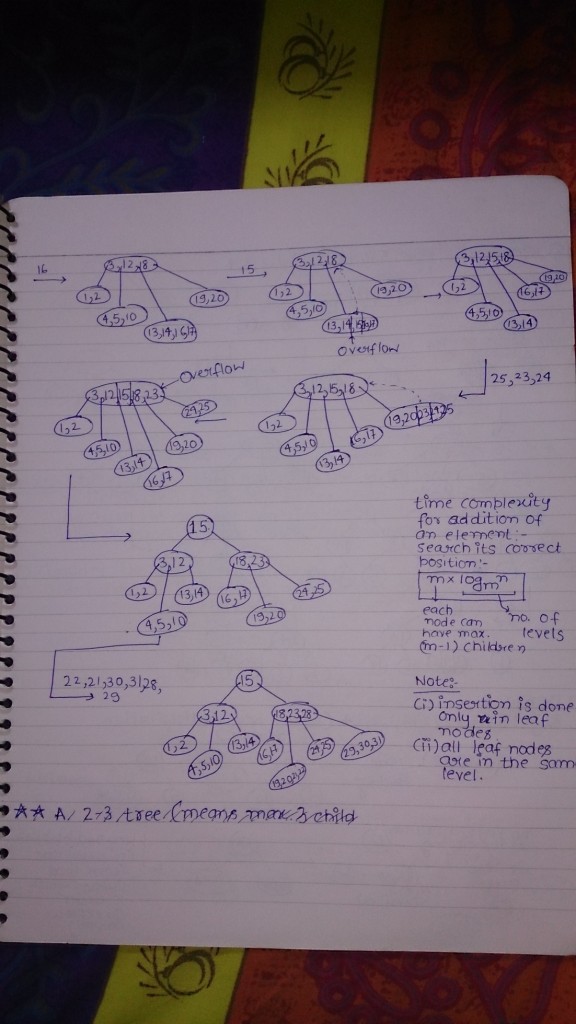 16
3,12,18
1,2
4,5,10
13,14,16,17
19,20
15
3,12,18
1,2
4,5,10
13,14,15,16,17
19,20
overflow
3,12,15,18
1,2
4,5,10
13,14
16,17
19,20
25,23,24
3,12,15,18
1,2
4,5,10
13,14
16,17
19,20,23,24,25
overflow
3,12,15,18,23
1,2
4,5,10
13,14
16,17
19,20
24,25
15
3,12
18,23
1,2
4,5,10
13,14
16,17
19,20
24,25
time complexity
for addition of
an element:-
search its correct
position:-
m × log_m n
each
node can
have max.
(m-1) children
no. of
levels
22,21,30,31,28,
29
15
3,12
18,23,28
1,2
4,5,10
13,14
16,17
19,20,21,22
24,25
29,30,31
Note:-
(i) insertion is done
only in leaf
nodes
(ii) all leaf nodes
are in the sam
level.
★★ A 2-3 tree (means max. 3 child